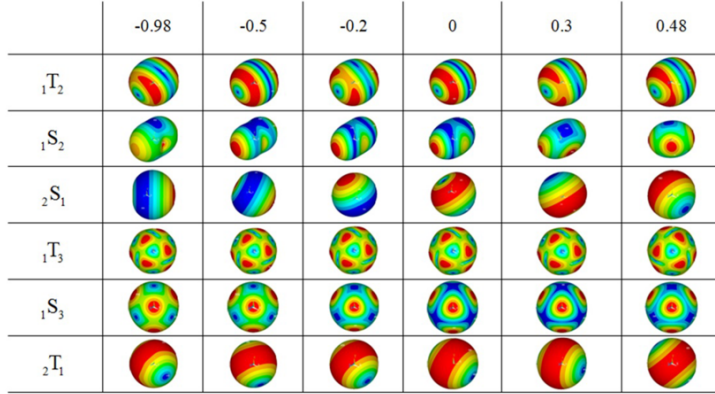 -0.98 -0.5 -0.2 0 0.3 0.48
₁T₂
₁S₂
₂S₁
₁T₃
₁S₃
₂T₁